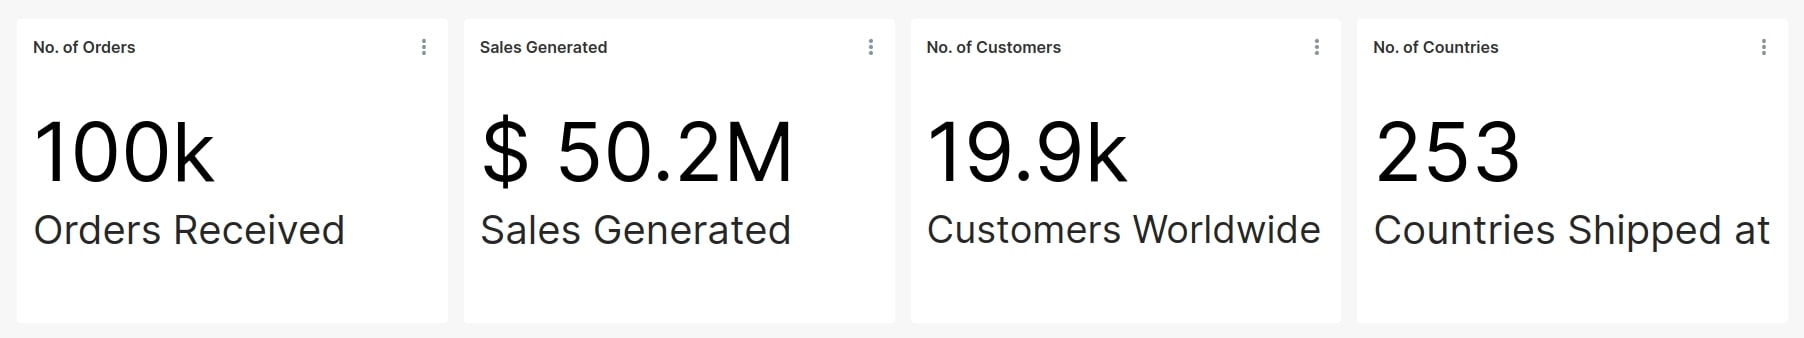 No. of Orders
Sales Generated
No. of Customers
No. of Countries
100k
$ 50.2M
19.9k
253
Orders Received
Sales Generated
Customers Worldwide
Countries Shipped at